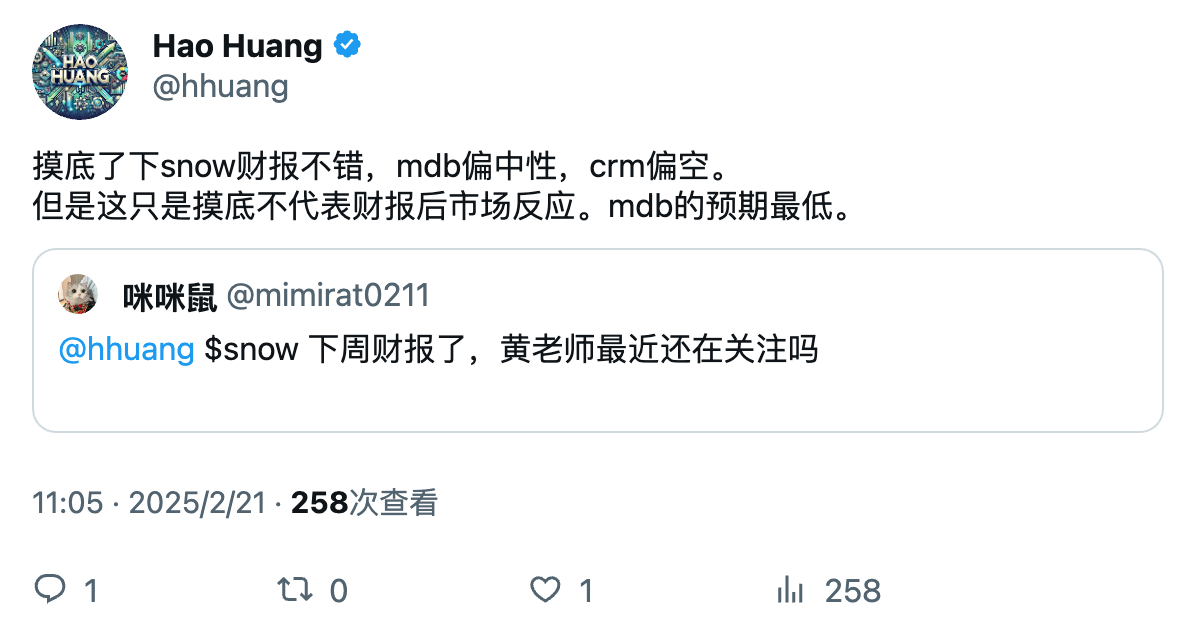 HAO
HUANG
Hao Huang
@hhuang
摸底了下snow财报不错，mdb偏中性，crm偏空。
但是这只是摸底不代表财报后市场反应。mdb的预期最低。
咪咪鼠 @mimirat0211
@hhuang $snow 下周财报了，黄老师最近还在关注吗
11:05 · 2025/2/21 · 258次查看
1 0 1 258